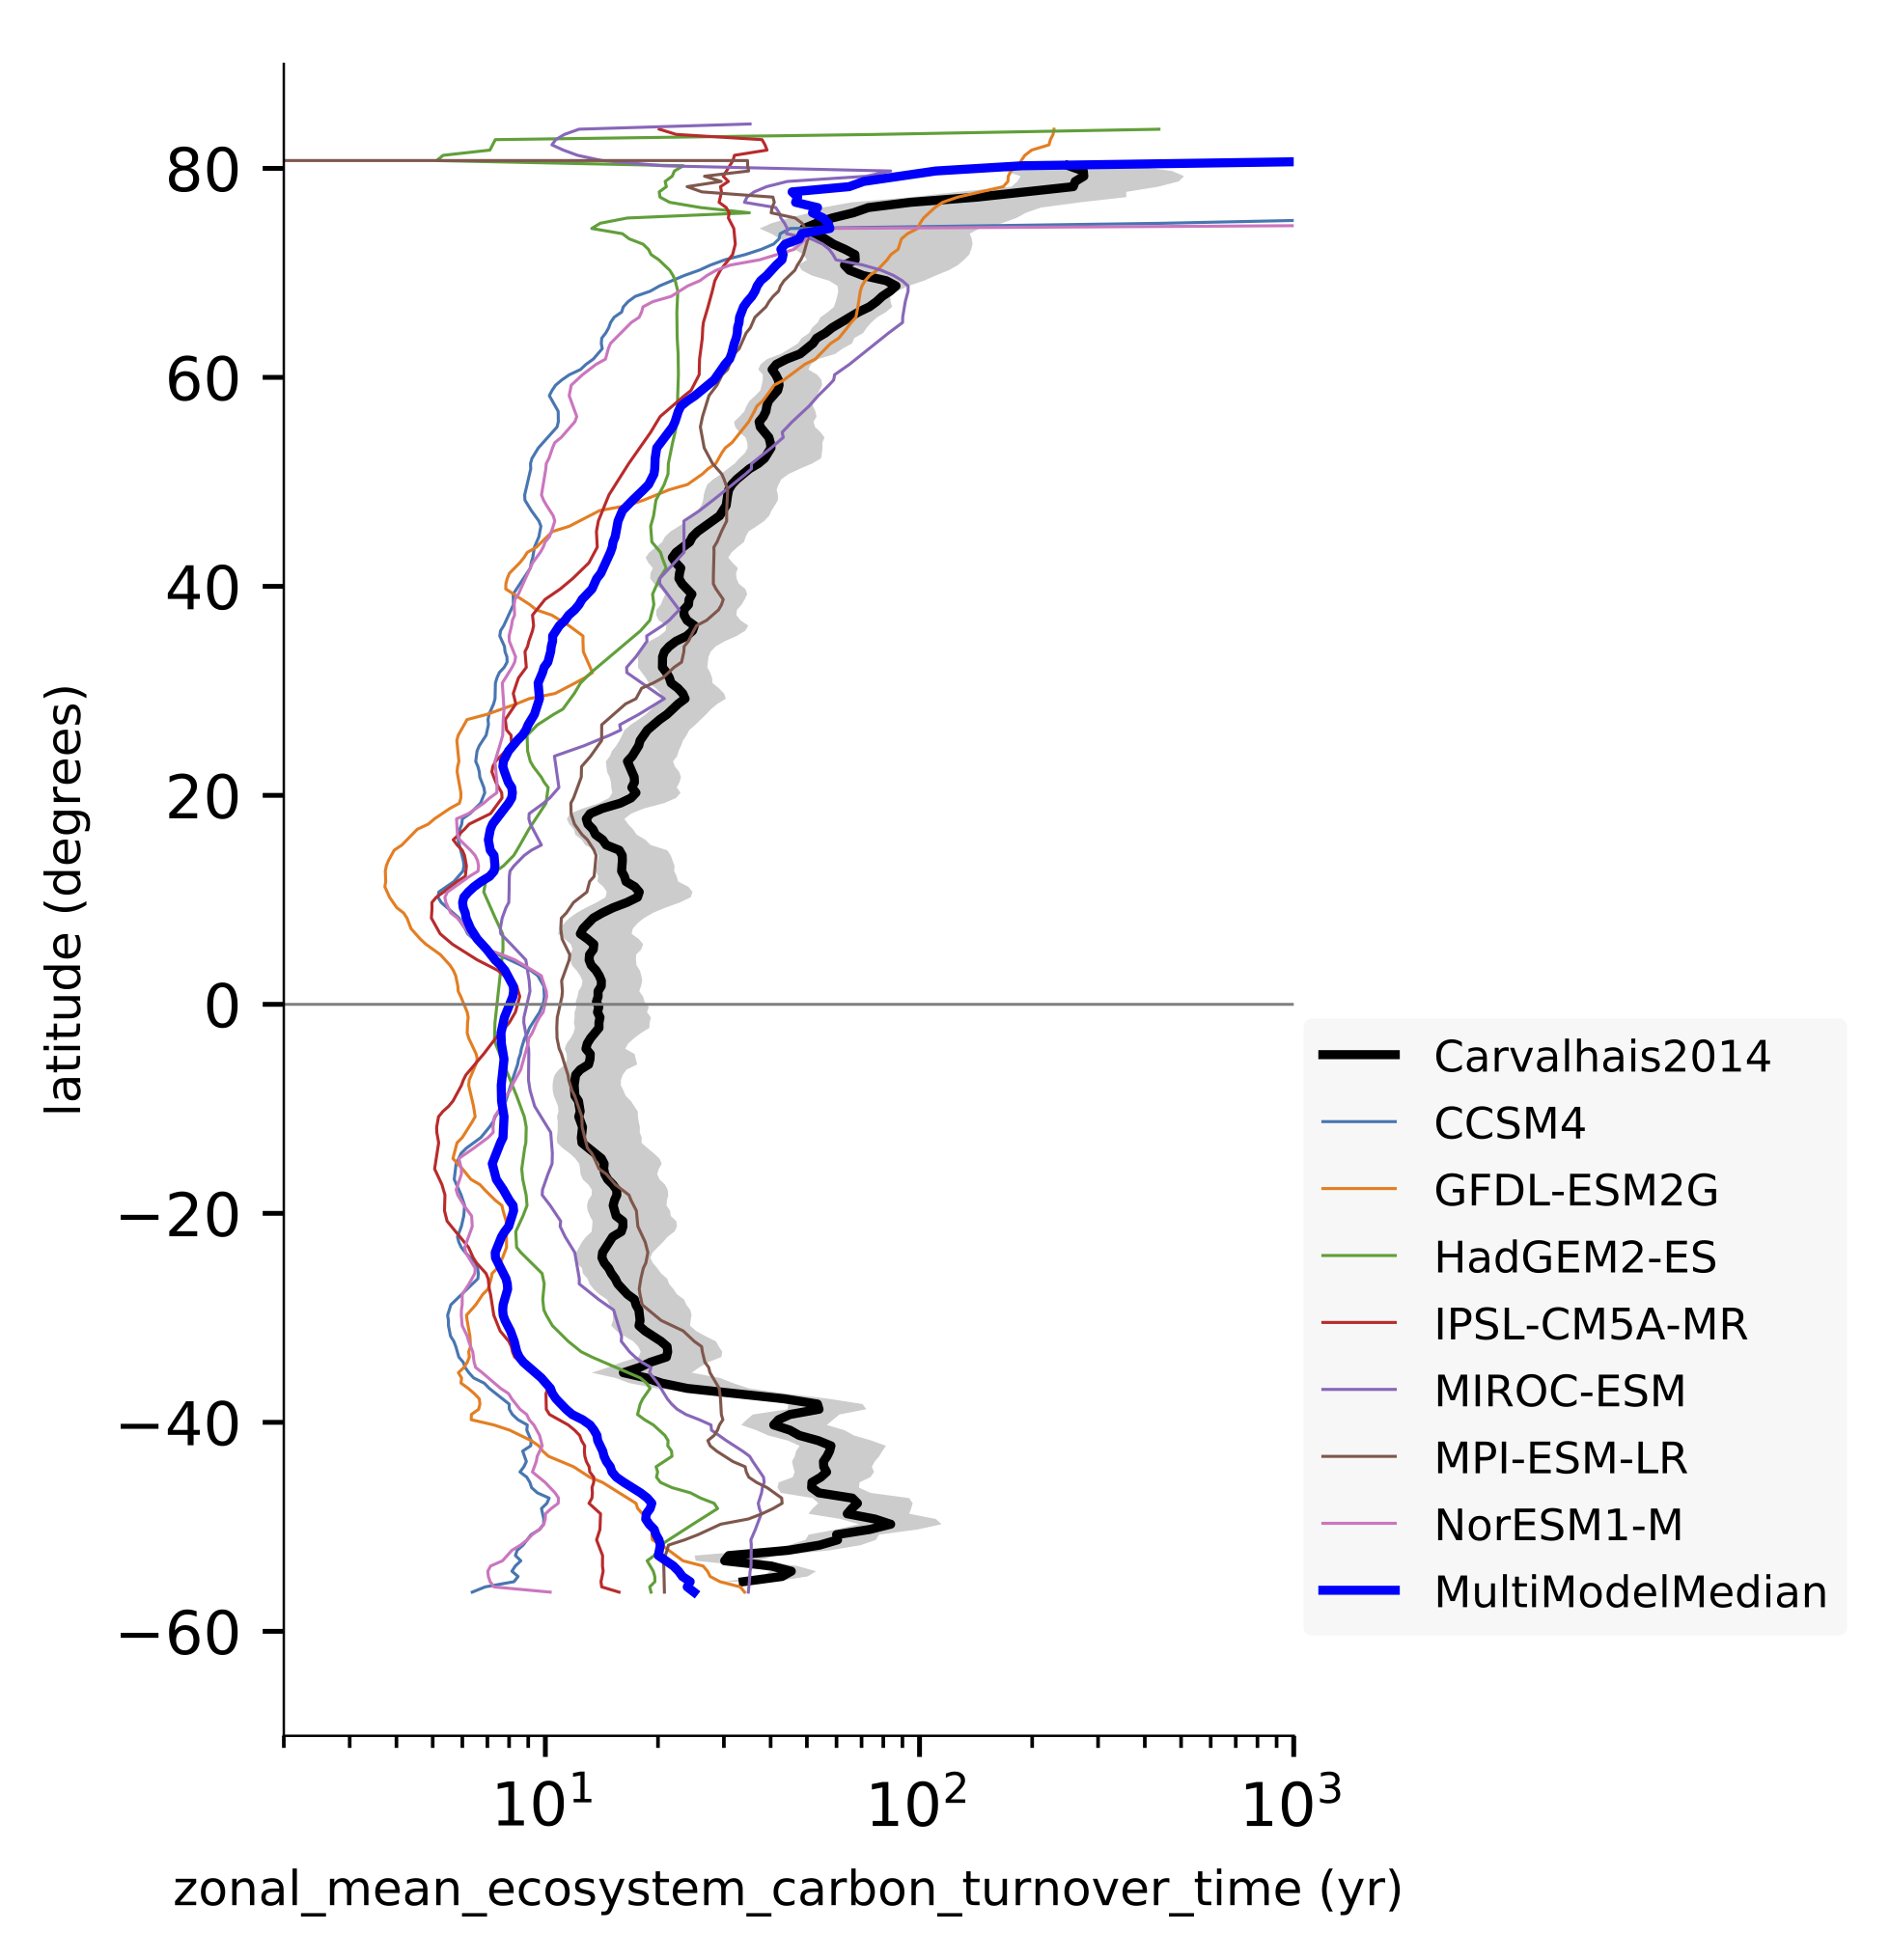 80
60
40
20
0
−20
−40
−60
latitude (degrees)
10¹ 10² 10³
zonal_mean_ecosystem_carbon_turnover_time (yr)
Carvalhais2014
CCSM4
GFDL-ESM2G
HadGEM2-ES
IPSL-CM5A-MR
MIROC-ESM
MPI-ESM-LR
NorESM1-M
MultiModelMedian